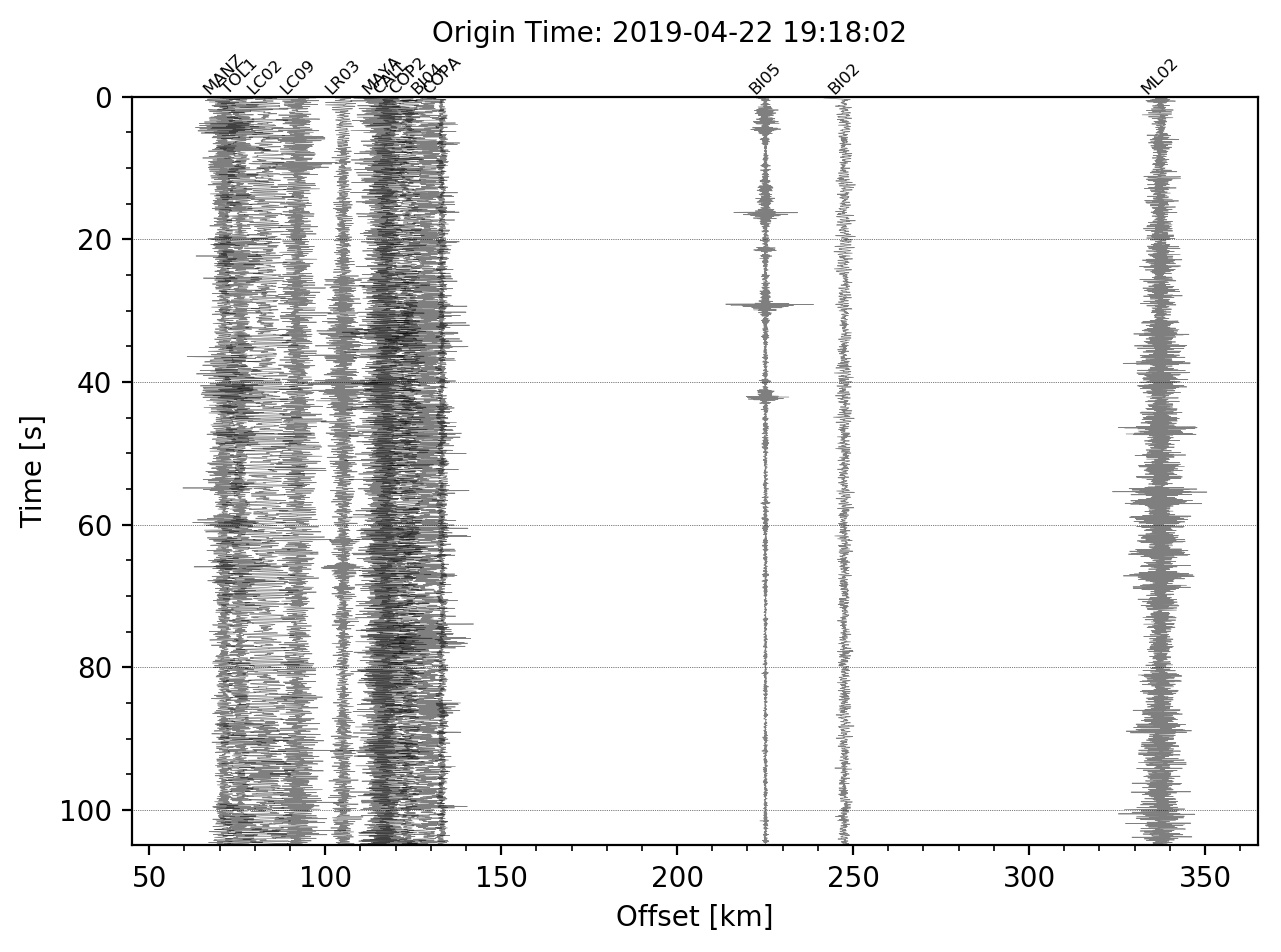 Origin Time: 2019-04-22 19:18:02
MANZ TOL1 LC02 LC09 LR03 MAYA COP2 BI04 COPA BI05 BI02 ML02
0
20
40
60
80
100
Time [s]
50 100 150 200 250 300 350
Offset [km]